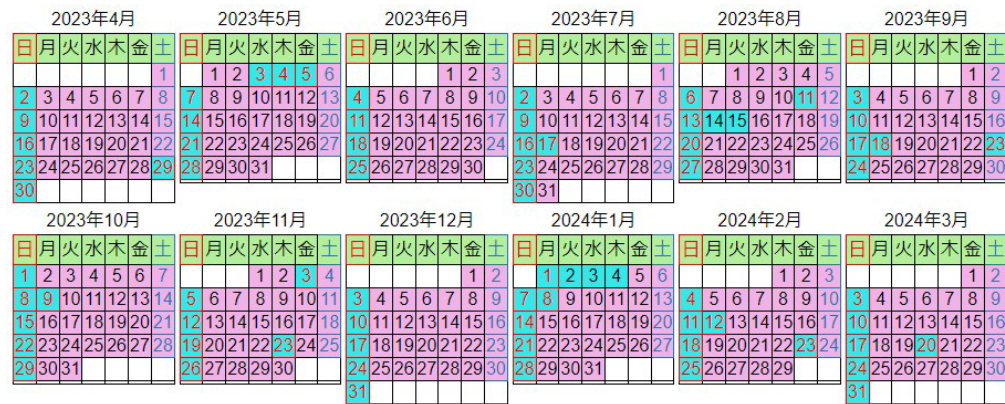 2023年4月 2023年5月 2023年6月 2023年7月 2023年8月 2023年9月
日 月 火 水 木 金 土 日 月 火 水 木 金 土 日 月 火 水 木 金 土 日 月 火 水 木 金 土 日 月 火 水 木 金 土 日 月 火 水 木 金 土
1 1 2 3 4 5 6 1 2 3 1 1 2 3 4 5 1 2
2 3 4 5 6 7 8 7 8 9 10 11 12 13 4 5 6 7 8 9 10 2 3 4 5 6 7 8 6 7 8 9 10 11 12 3 4 5 6 7 8 9
9 10 11 12 13 14 15 14 15 16 17 18 19 20 11 12 13 14 15 16 17 9 10 11 12 13 14 15 13 14 15 16 17 18 19 10 11 12 13 14 15 16
16 17 18 19 20 21 22 21 22 23 24 25 26 27 18 19 20 21 22 23 24 16 17 18 19 20 21 22 20 21 22 23 24 25 26 17 18 19 20 21 22 23
23 24 25 26 27 28 29 28 29 30 31 25 26 27 28 29 30 23 24 25 26 27 28 29 27 28 29 30 31 24 25 26 27 28 29 30
30 30 31
2023年10月 2023年11月 2023年12月 2024年1月 2024年2月 2024年3月
日 月 火 水 木 金 土 日 月 火 水 木 金 土 日 月 火 水 木 金 土 日 月 火 水 木 金 土 日 月 火 水 木 金 土 日 月 火 水 木 金 土
1 2 3 4 5 6 7 1 2 3 4 1 2 1 2 3 4 5 6 1 2 3 1 2
8 9 10 11 12 13 14 5 6 7 8 9 10 11 3 4 5 6 7 8 9 7 8 9 10 11 12 13 4 5 6 7 8 9 10 3 4 5 6 7 8 9
15 16 17 18 19 20 21 12 13 14 15 16 17 18 10 11 12 13 14 15 16 14 15 16 17 18 19 20 11 12 13 14 15 16 17 10 11 12 13 14 15 16
22 23 24 25 26 27 28 19 20 21 22 23 24 25 17 18 19 20 21 22 23 21 22 23 24 25 26 27 18 19 20 21 22 23 24 17 18 19 20 21 22 23
29 30 31 26 27 28 29 30 24 25 26 27 28 29 30 28 29 30 31 25 26 27 28 29 24 25 26 27 28 29 30
31 31